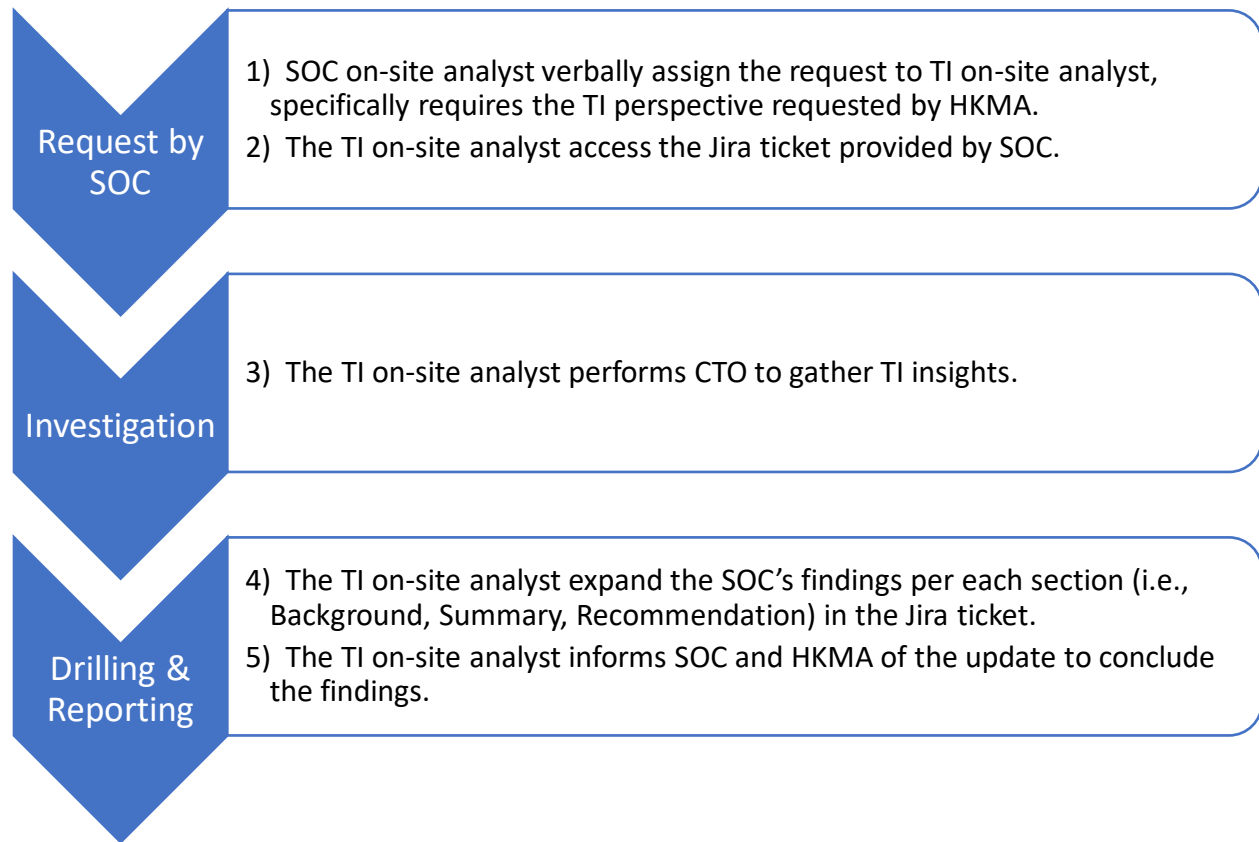 Request by
SOC
1) SOC on-site analyst verbally assign the request to TI on-site analyst,
specifically requires the TI perspective requested by HKMA.
2) The TI on-site analyst access the Jira ticket provided by SOC.
Investigation
3) The TI on-site analyst performs CTO to gather TI insights.
Drilling &
Reporting
4) The TI on-site analyst expand the SOC’s findings per each section (i.e.,
Background, Summary, Recommendation) in the Jira ticket.
5) The TI on-site analyst informs SOC and HKMA of the update to conclude
the findings.